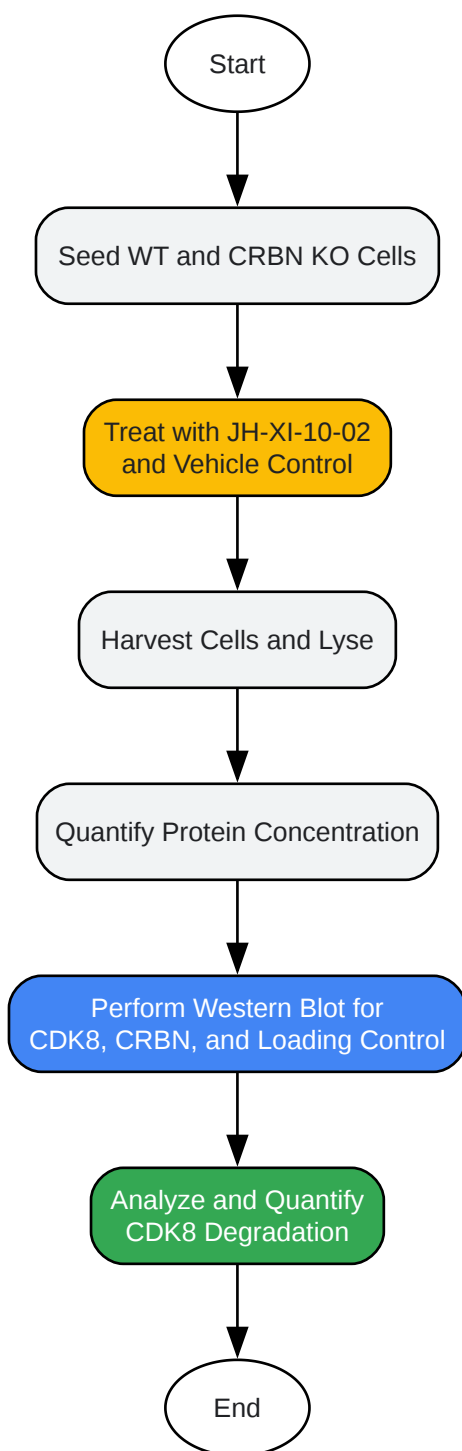 Start
Seed WT and CRBN KO Cells
Treat with JH-XI-10-02
and Vehicle Control
Harvest Cells and Lyse
Quantify Protein Concentration
Perform Western Blot for
CDK8, CRBN, and Loading Control
Analyze and Quantify
CDK8 Degradation
End